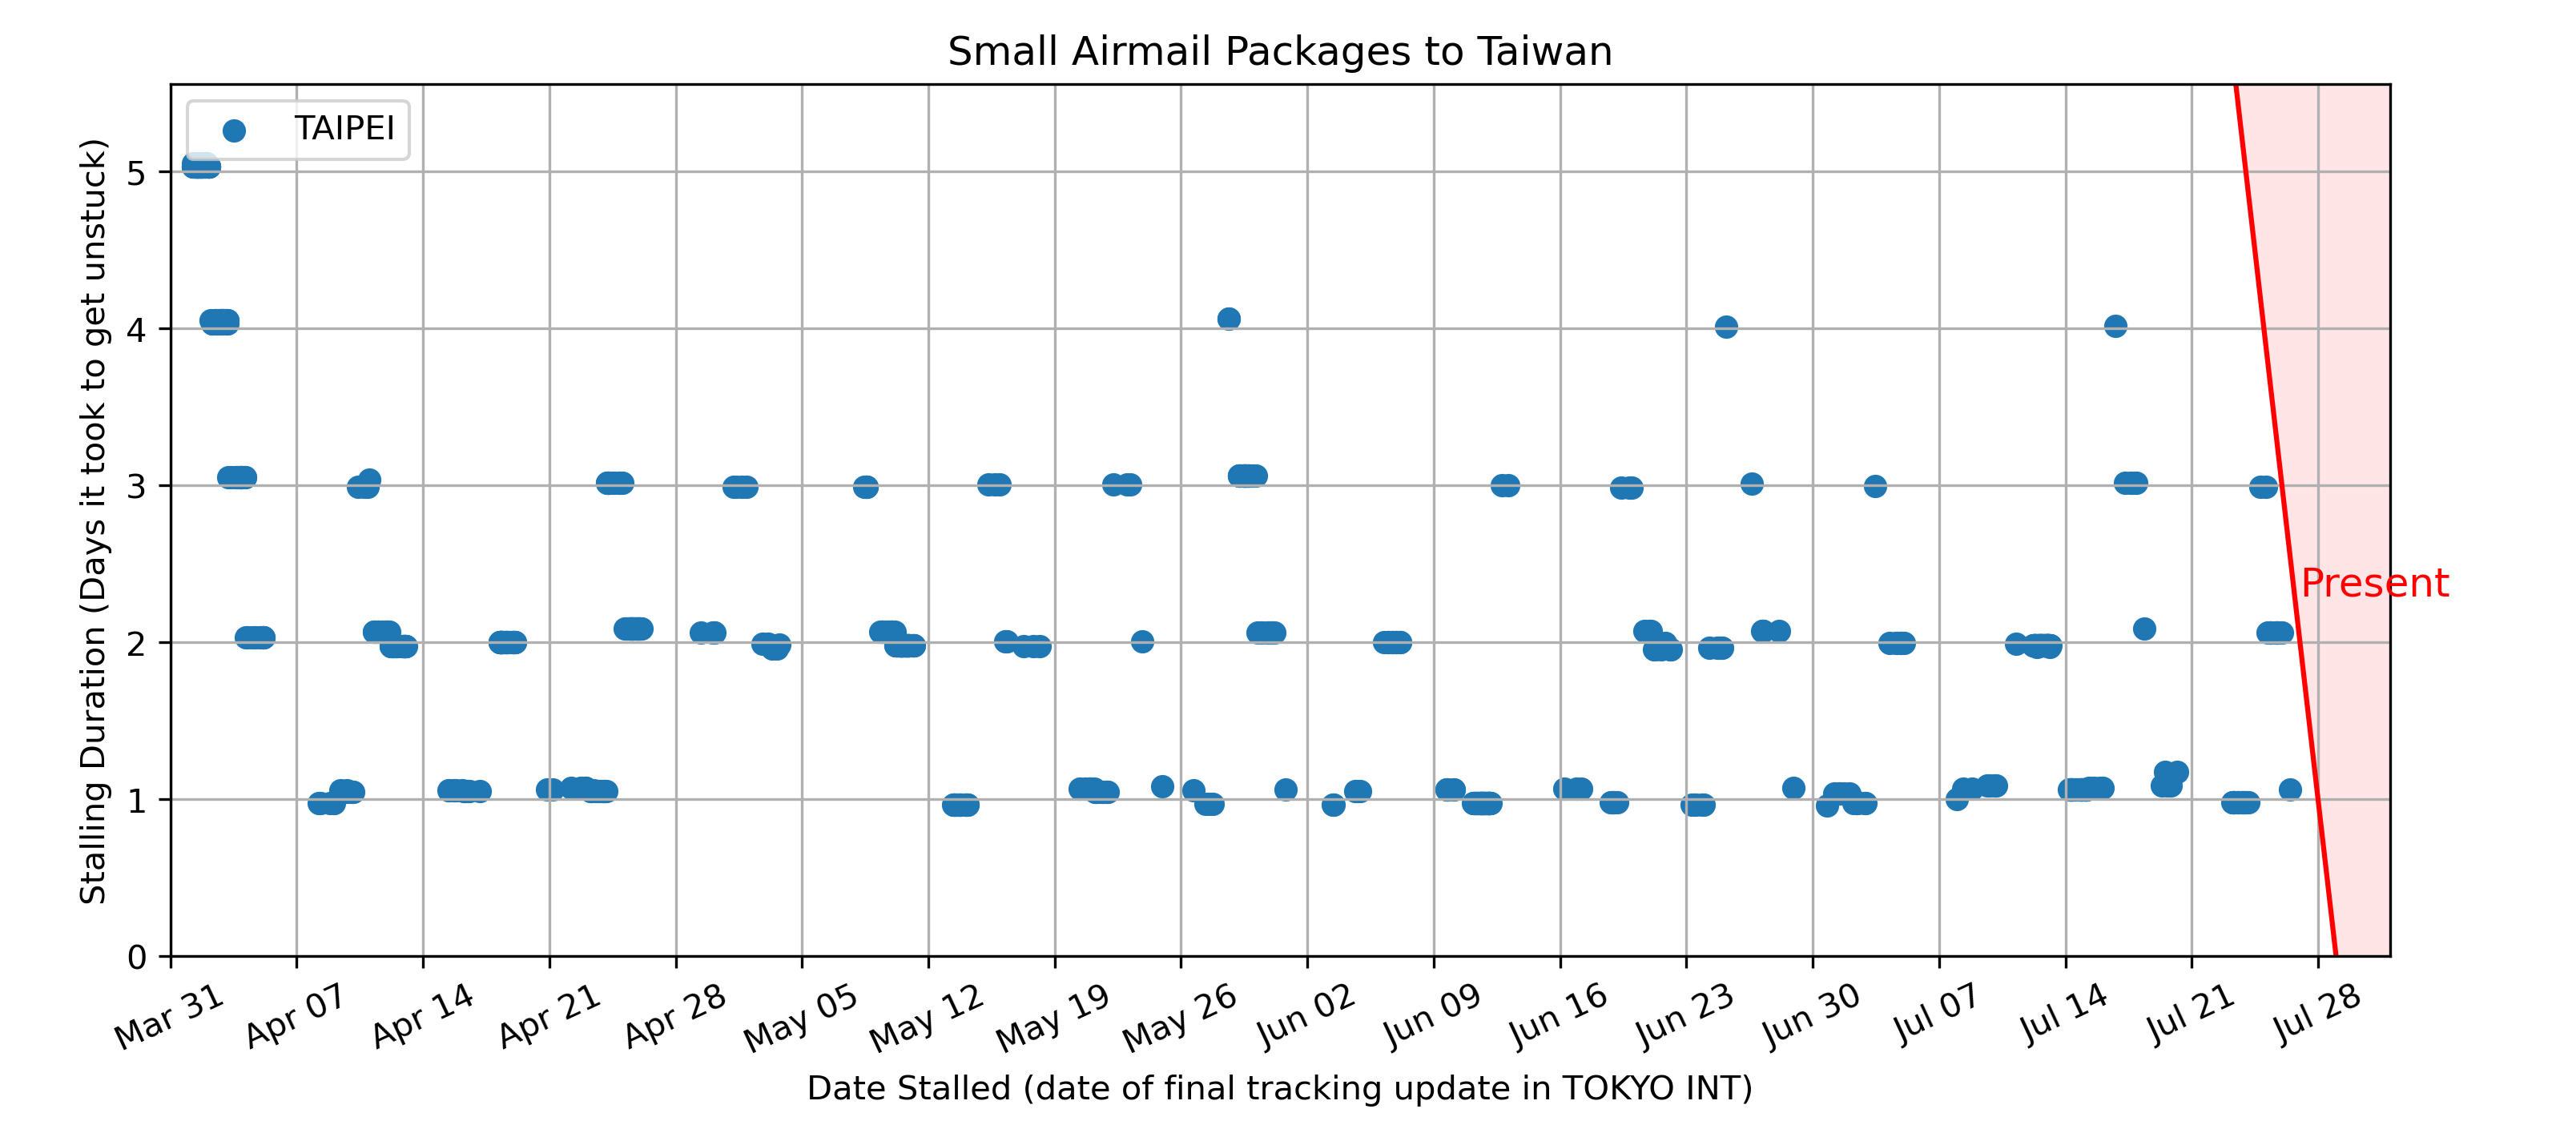 Small Airmail Packages to Taiwan
TAIPEI
Stalling Duration (Days it took to get unstuck)
5
4
3
2
1
0
Present
Mar 31
Apr 07
Apr 14
Apr 21
Apr 28
May 05
May 12
May 19
May 26
Jun 02
Jun 09
Jun 16
Jun 23
Jun 30
Jul 07
Jul 14
Jul 21
Jul 28
Date Stalled (date of final tracking update in TOKYO INT)